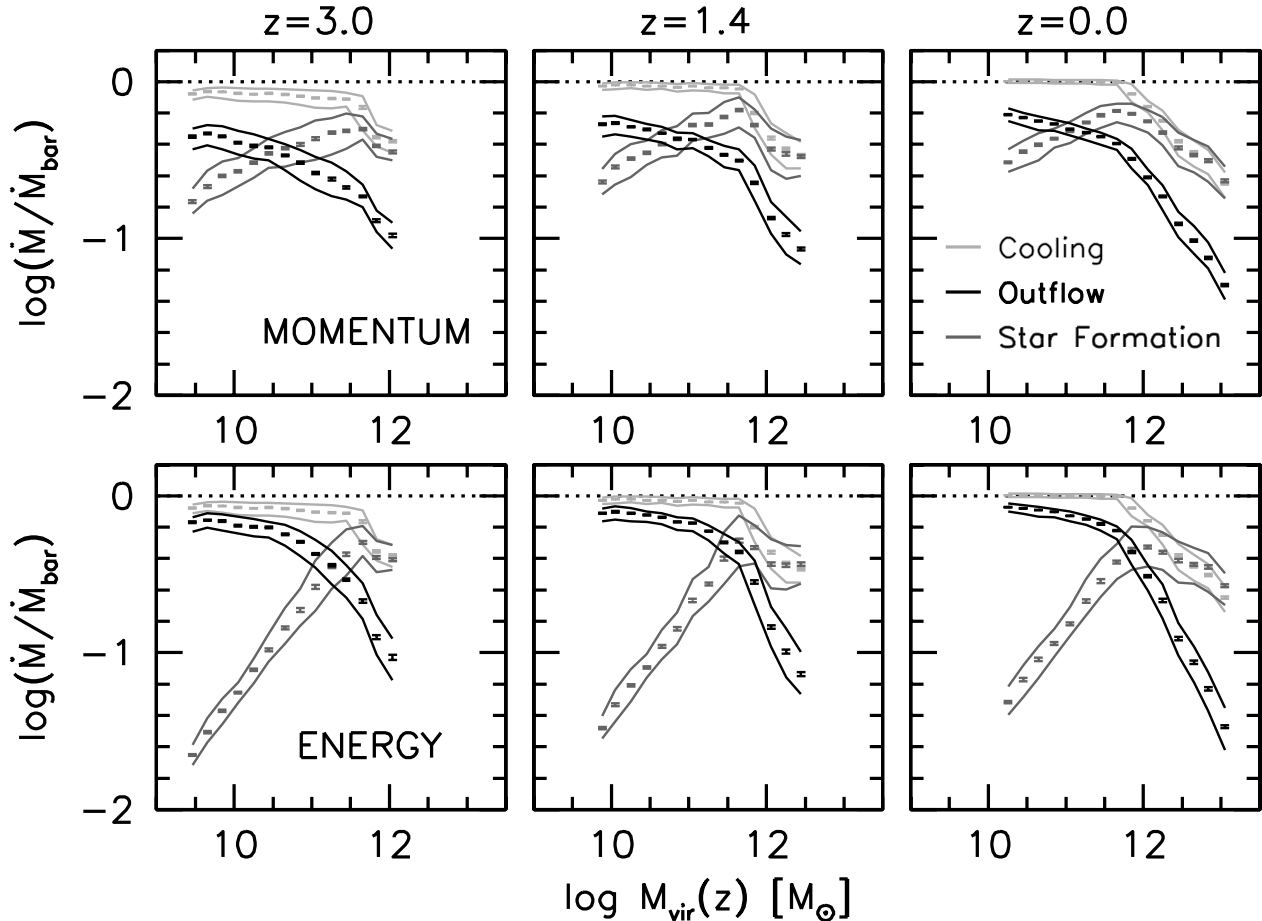 z=3.0 z=1.4 z=0.0
0
−1
−2
log(Ṁ/Ṁbar)
MOMENTUM
Cooling
Outflow
Star Formation
10 12 10 12 10 12
0
−1
−2
log(Ṁ/Ṁbar)
ENERGY
10 12 10 12 10 12
log Mvir(z) [M⊙]